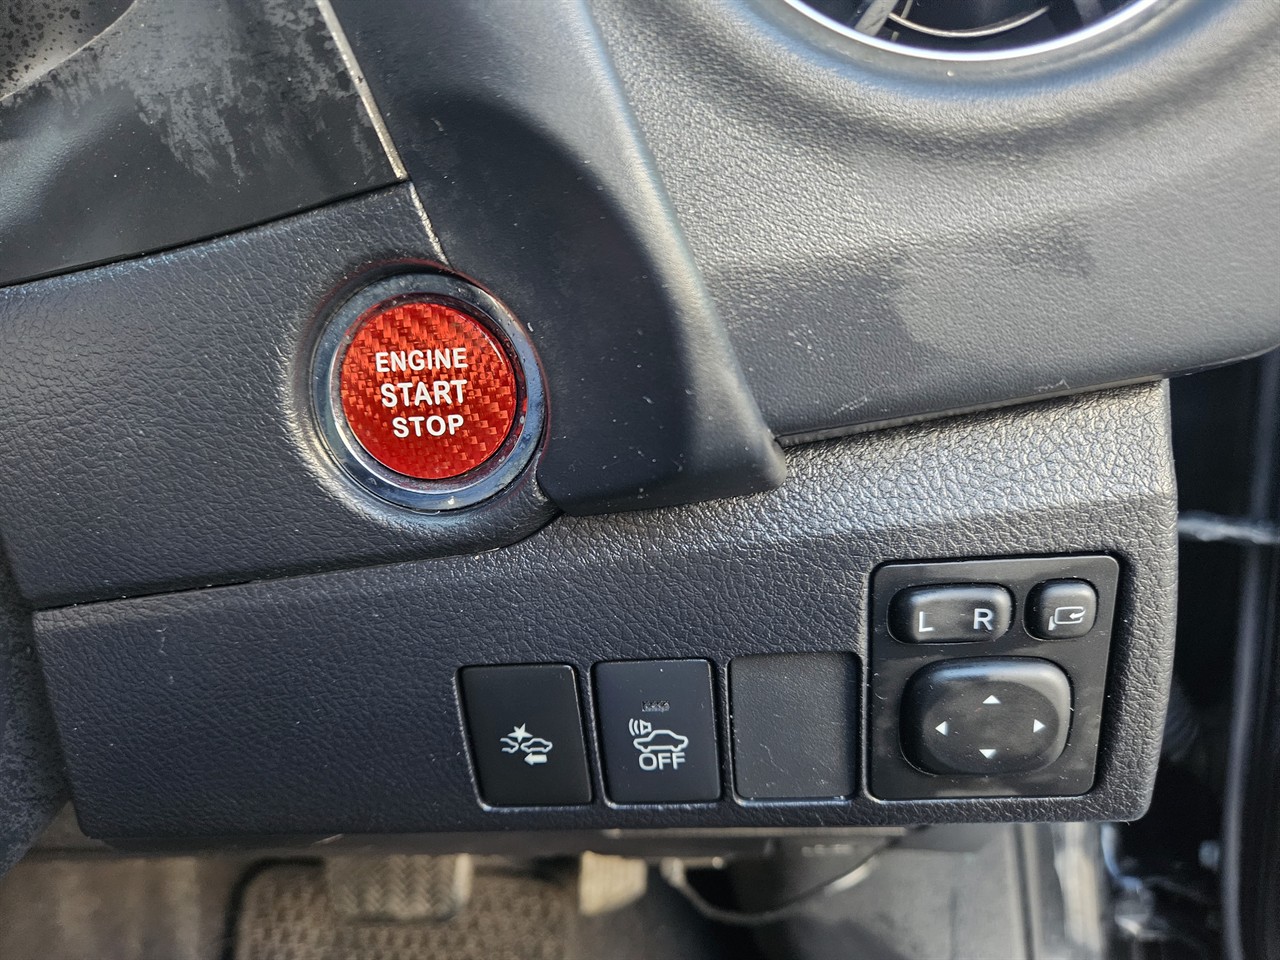 ENGINE
START
STOP
L R
OFF